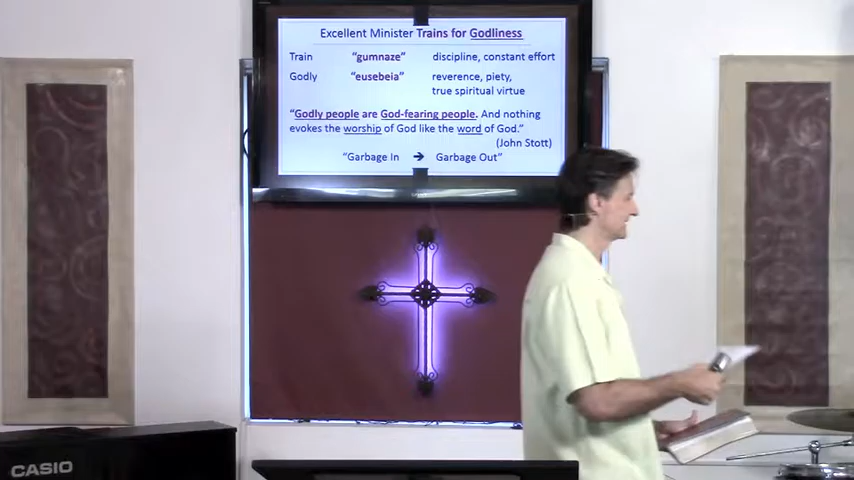 Excellent Minister Trains for Godliness
Train "gumnaze" discipline, constant effort
Godly "eusebeia" reverence, piety,
true spiritual virtue
"Godly people are God-fearing people. And nothing
evokes the worship of God like the word of God."
(John Stott)
"Garbage In → Garbage Out"
CASIO